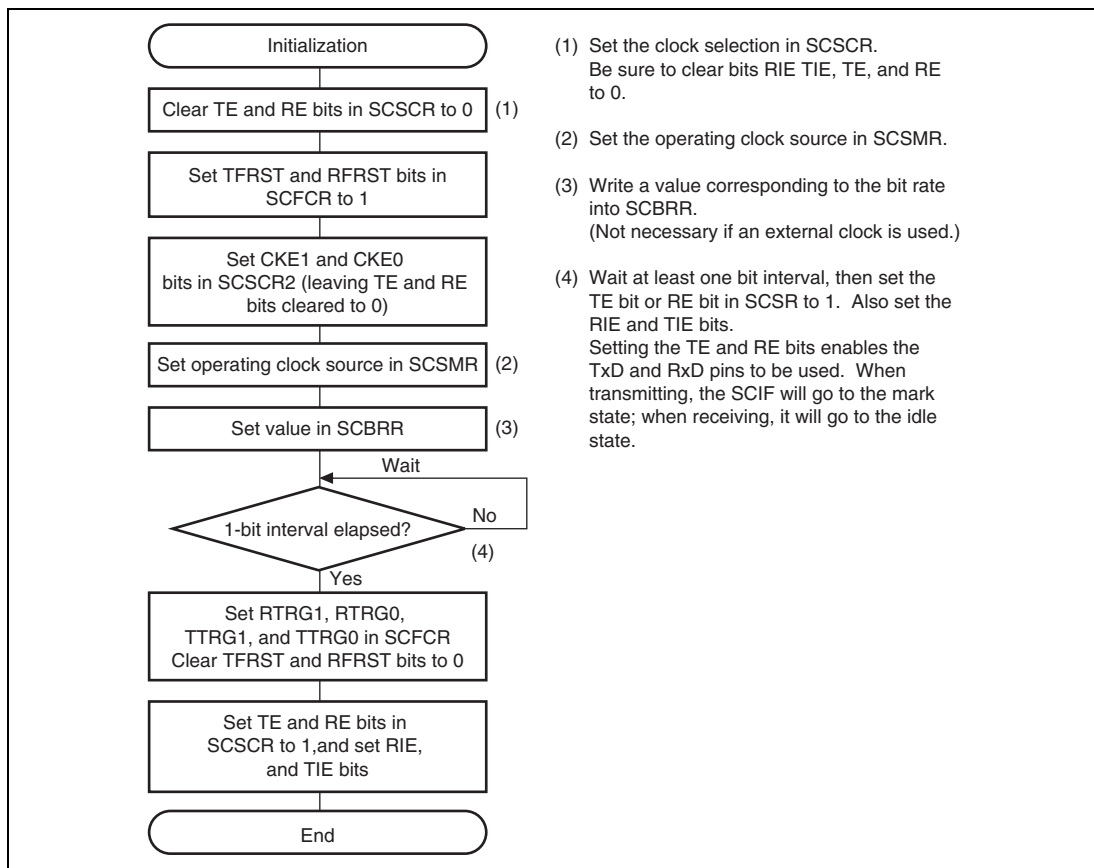 Initialization
Clear TE and RE bits in SCSCR to 0
(1)
Set TFRST and RFRST bits in
SCFCR to 1
Set CKE1 and CKE0
bits in SCSCR2 (leaving TE and RE
bits cleared to 0)
Set operating clock source in SCSMR
(2)
Set value in SCBRR
(3)
Wait
1-bit interval elapsed?
No
(4)
Yes
Set RTRG1, RTRG0,
TTRG1, and TTRG0 in SCFCR
Clear TFRST and RFRST bits to 0
Set TE and RE bits in
SCSCR to 1,and set RIE,
and TIE bits
End
(1) Set the clock selection in SCSCR.
Be sure to clear bits RIE TIE, TE, and RE
to 0.
(2) Set the operating clock source in SCSMR.
(3) Write a value corresponding to the bit rate
into SCBRR.
(Not necessary if an external clock is used.)
(4) Wait at least one bit interval, then set the
TE bit or RE bit in SCSR to 1. Also set the
RIE and TIE bits.
Setting the TE and RE bits enables the
TxD and RxD pins to be used. When
transmitting, the SCIF will go to the mark
state; when receiving, it will go to the idle
state.